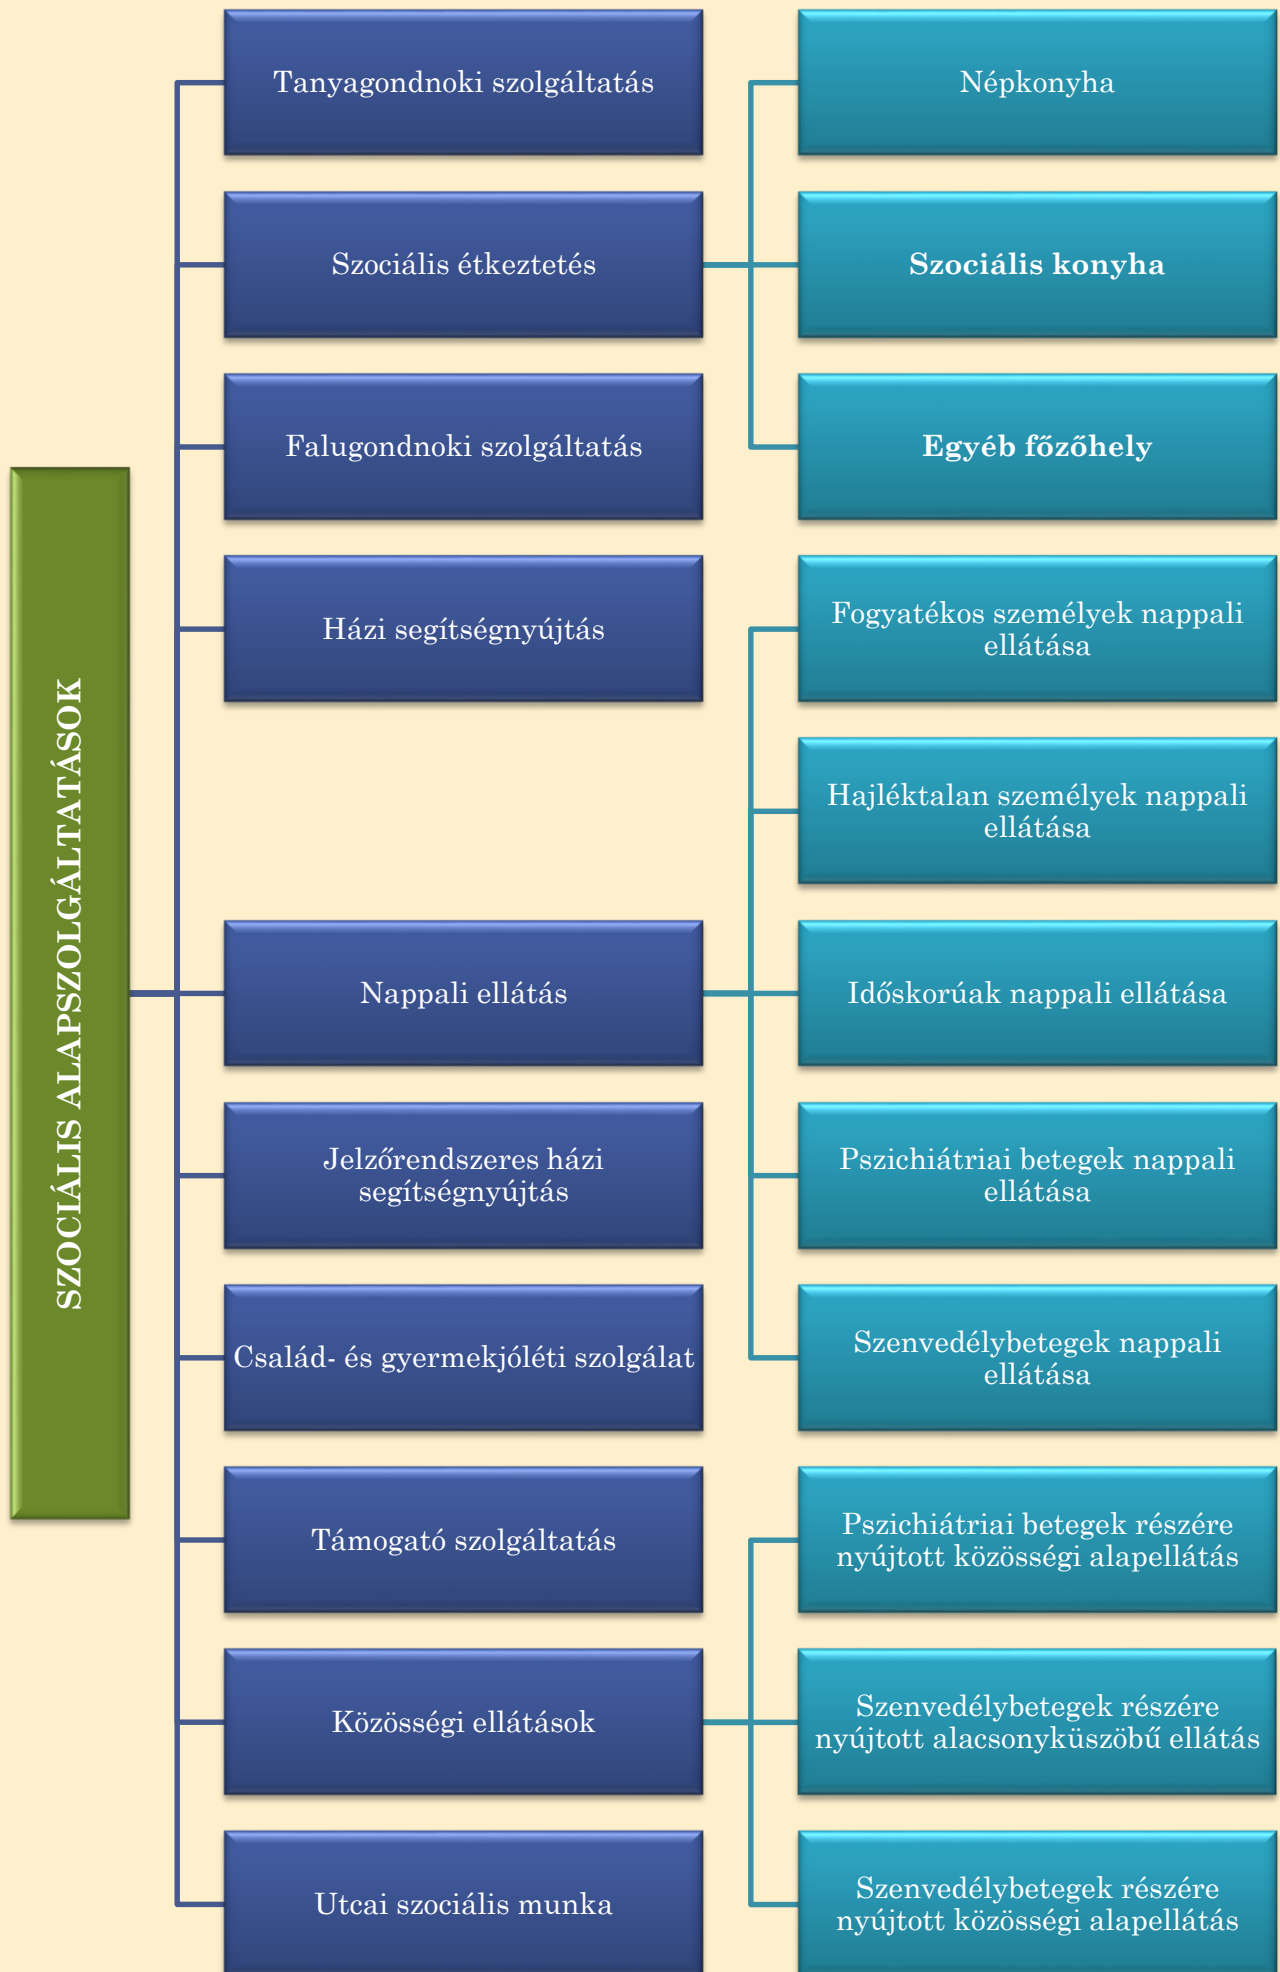 SZOCIÁLIS ALAPSZOLGÁLTATÁSOK
Tanyagondnoki szolgáltatás
Szociális étkeztetés
Népkonyha
Szociális konyha
Egyéb főzőhely
Falugondnoki szolgáltatás
Házi segítségnyújtás
Nappali ellátás
Fogyatékos személyek nappali
ellátása
Hajléktalan személyek nappali
ellátása
Időskorúak nappali ellátása
Pszichiátriai betegek nappali
ellátása
Szenvedélybetegek nappali
ellátása
Jelzőrendszeres házi
segítségnyújtás
Család- és gyermekjóléti szolgálat
Támogató szolgáltatás
Közösségi ellátások
Pszichiátriai betegek részére
nyújtott közösségi alapellátás
Szenvedélybetegek részére
nyújtott alacsonyküszöbű ellátás
Szenvedélybetegek részére
nyújtott közösségi alapellátás
Utcai szociális munka